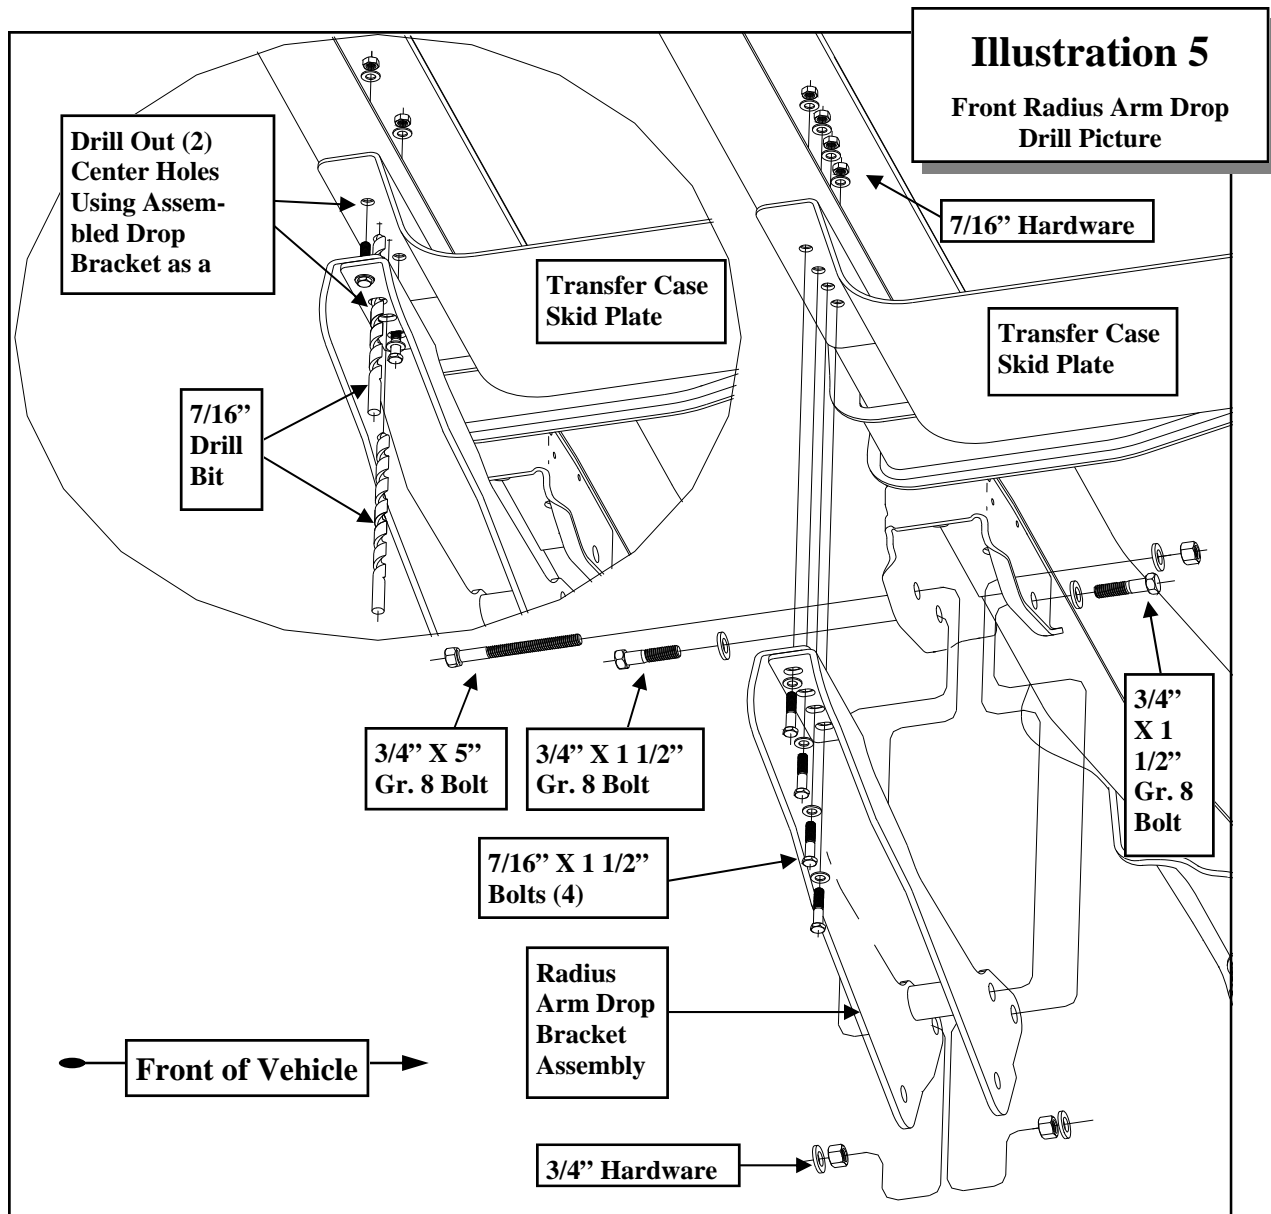 Illustration 5
Front Radius Arm Drop
Drill Picture
Drill Out (2)
Center Holes
Using Assem-
bled Drop
Bracket as a
7/16” Hardware
Transfer Case
Skid Plate
Transfer Case
Skid Plate
7/16”
Drill
Bit
3/4” X 5”
Gr. 8 Bolt
3/4” X 1 1/2”
Gr. 8 Bolt
3/4”
X 1
1/2”
Gr. 8
Bolt
7/16” X 1 1/2”
Bolts (4)
Radius
Arm Drop
Bracket
Assembly
Front of Vehicle
3/4” Hardware